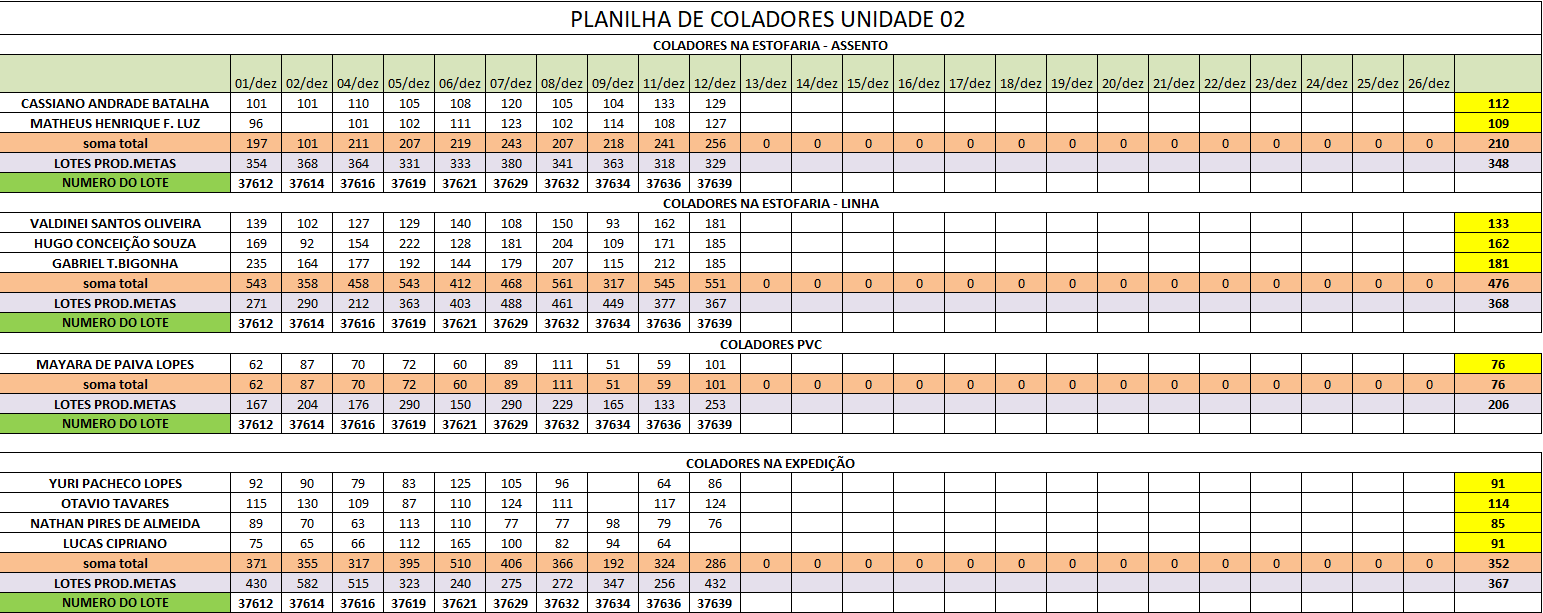 PLANILHA DE COLADORES UNIDADE 02
COLADORES NA ESTOFARIA - ASSENTO
01/dez 02/dez 04/dez 05/dez 06/dez 07/dez 08/dez 09/dez 11/dez 12/dez 13/dez 14/dez 15/dez 16/dez 17/dez 18/dez 19/dez 20/dez 21/dez 22/dez 23/dez 24/dez 25/dez 26/dez
CASSIANO ANDRADE BATALHA 101 101 110 105 108 120 105 104 133 129 112
MATHEUS HENRIQUE F. LUZ 96 101 102 111 123 102 114 108 127 109
soma total 197 101 211 207 219 243 207 218 241 256 0 0 0 0 0 0 0 0 0 0 0 0 0 0 210
LOTES PROD.METAS 354 368 364 331 333 380 341 363 318 329 348
NUMERO DO LOTE 37612 37614 37616 37619 37621 37629 37632 37634 37636 37639
COLADORES NA ESTOFARIA - LINHA
VALDINEI SANTOS OLIVEIRA 139 102 127 129 140 108 150 93 162 181 133
HUGO CONCEIÇÃO SOUZA 169 92 154 222 128 181 204 109 171 185 162
GABRIEL T.BIGONHA 235 164 177 192 144 179 207 115 212 185 181
soma total 543 358 458 543 412 468 561 317 545 551 0 0 0 0 0 0 0 0 0 0 0 0 0 0 476
LOTES PROD.METAS 271 290 212 363 403 488 461 449 377 367 368
NUMERO DO LOTE 37612 37614 37616 37619 37621 37629 37632 37634 37636 37639
COLADORES PVC
MAYARA DE PAIVA LOPES 62 87 70 72 60 89 111 51 59 101 76
soma total 62 87 70 72 60 89 111 51 59 101 0 0 0 0 0 0 0 0 0 0 0 0 0 0 76
LOTES PROD.METAS 167 204 176 290 150 290 229 165 133 253 206
NUMERO DO LOTE 37612 37614 37616 37619 37621 37629 37632 37634 37636 37639
COLADORES NA EXPEDIÇÃO
YURI PACHECO LOPES 92 90 79 83 125 105 96 64 86 91
OTAVIO TAVARES 115 130 109 87 110 124 111 117 124 114
NATHAN PIRES DE ALMEIDA 89 70 63 113 110 77 77 98 79 76 85
LUCAS CIPRIANO 75 65 66 112 165 100 82 94 64 91
soma total 371 355 317 395 510 406 366 192 324 286 0 0 0 0 0 0 0 0 0 0 0 0 0 0 352
LOTES PROD.METAS 430 582 515 323 240 275 272 347 256 432 367
NUMERO DO LOTE 37612 37614 37616 37619 37621 37629 37632 37634 37636 37639